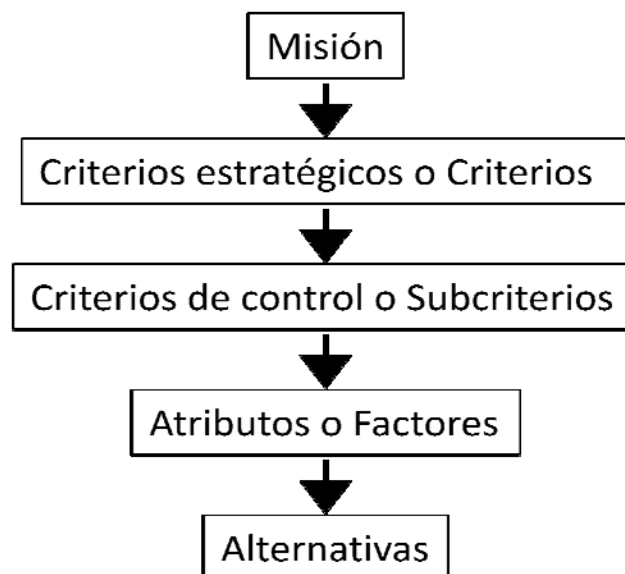 Misión
Criterios estratégicos o Criterios
Criterios de control o Subcriterios
Atributos o Factores
Alternativas